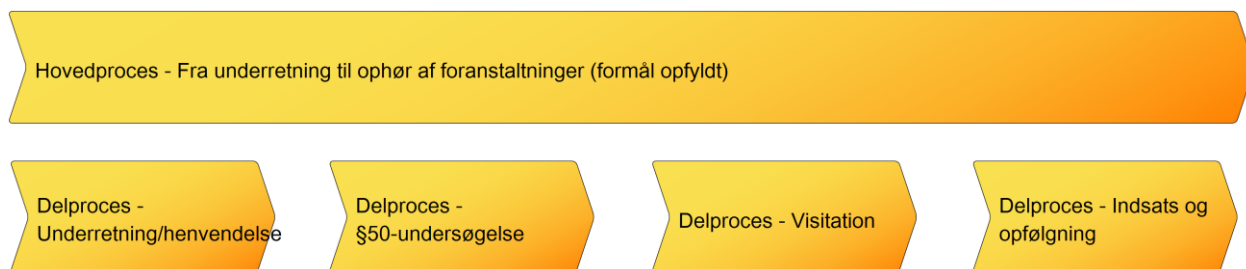 Hovedproces - Fra underretning til ophør af foranstaltninger (formål opfyldt)
Delproces -
Underretning/henvendelse
Delproces -
§50-undersøgelse
Delproces - Visitation
Delproces - Indsats og
opfølgning